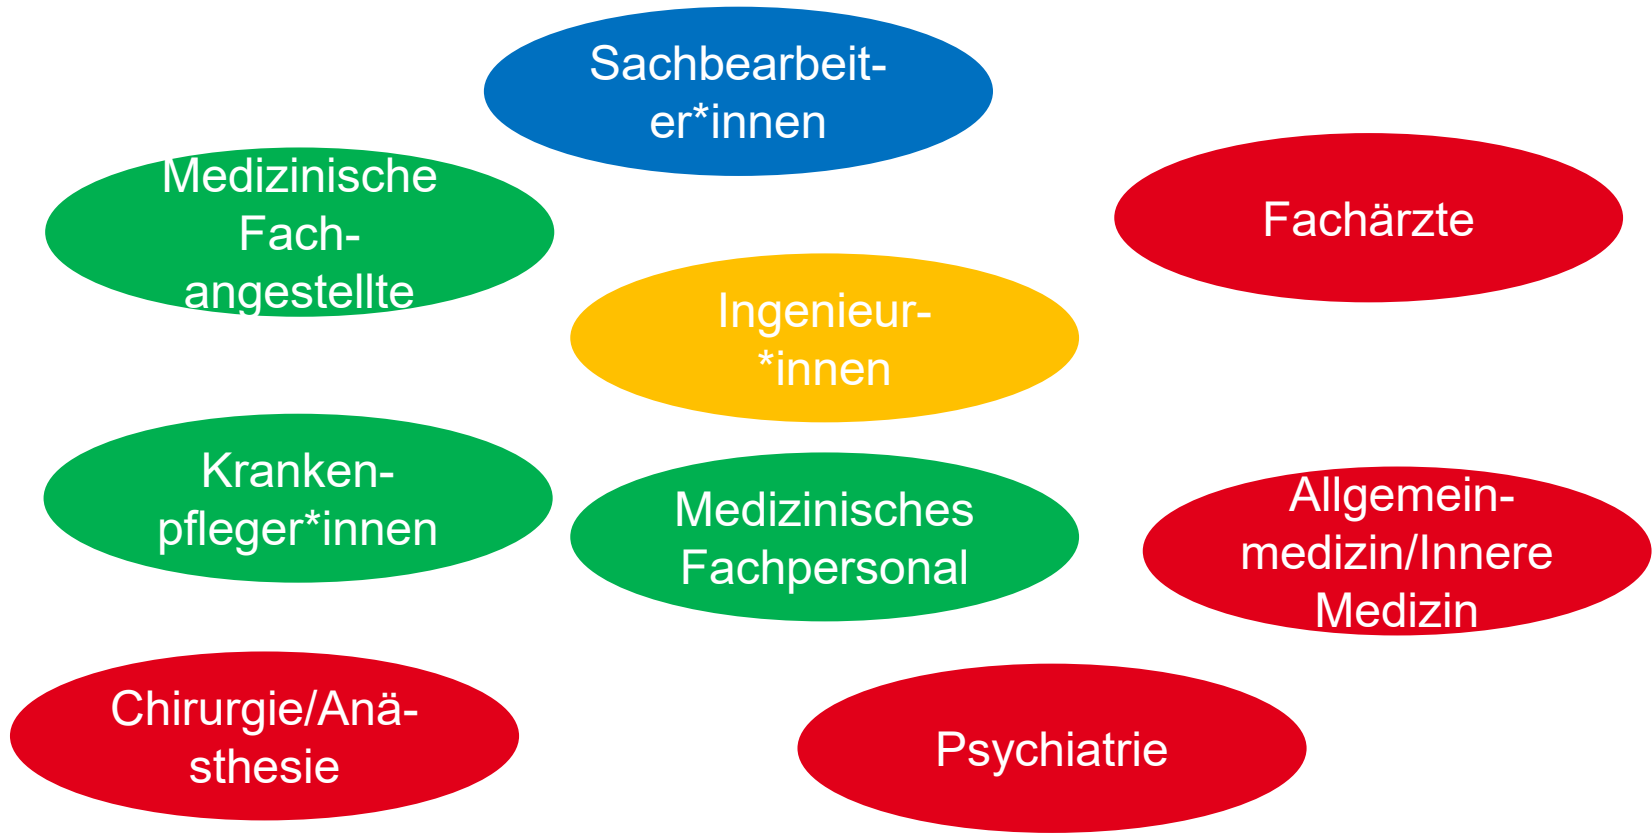 Sachbearbeit-
er*innen
Medizinische
Fach-
angestellte
Fachärzte
Ingenieur-
*innen
Kranken-
pfleger*innen
Medizinisches
Fachpersonal
Allgemein-
medizin/Innere
Medizin
Chirurgie/Anä-
sthesie
Psychiatrie